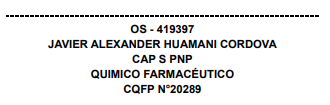 OS - 419397
JAVIER ALEXANDER HUAMANI CORDOVA
CAP S PNP
QUIMICO FARMACÉUTICO
CQFP N°20289